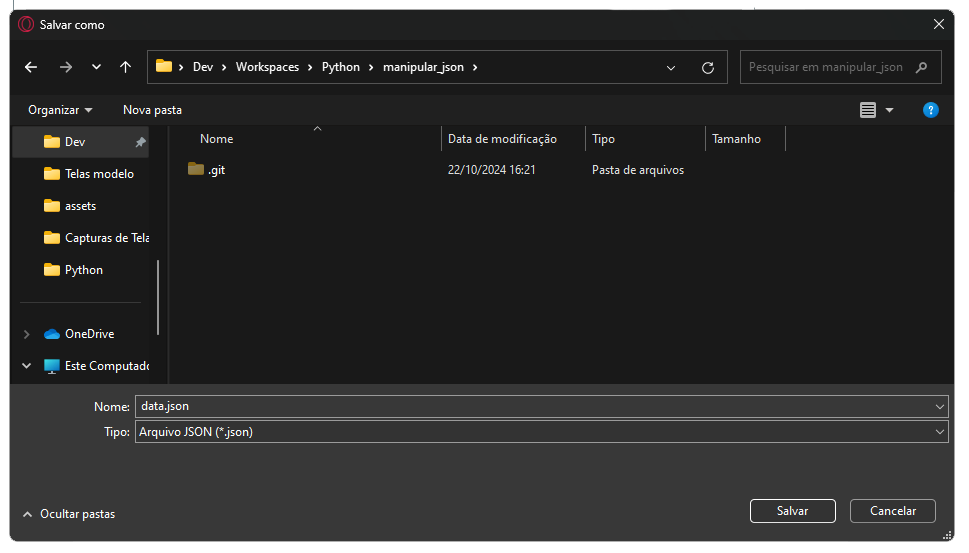 Salvar como
Dev Workspaces Python manipular_json
Pesquisar em manipular_json
Organizar Nova pasta
?
Nome Data de modificação Tipo Tamanho
.git 22/10/2024 16:21 Pasta de arquivos
Dev
Telas modelo
assets
Capturas de Tela
Python
OneDrive
Este Computado
Nome: data.json
Tipo: Arquivo JSON (*.json)
Ocultar pastas
Salvar Cancelar